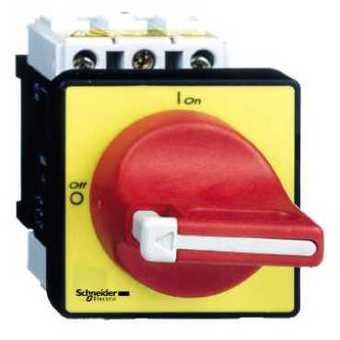 I On
Off
O
Schneider
Electric